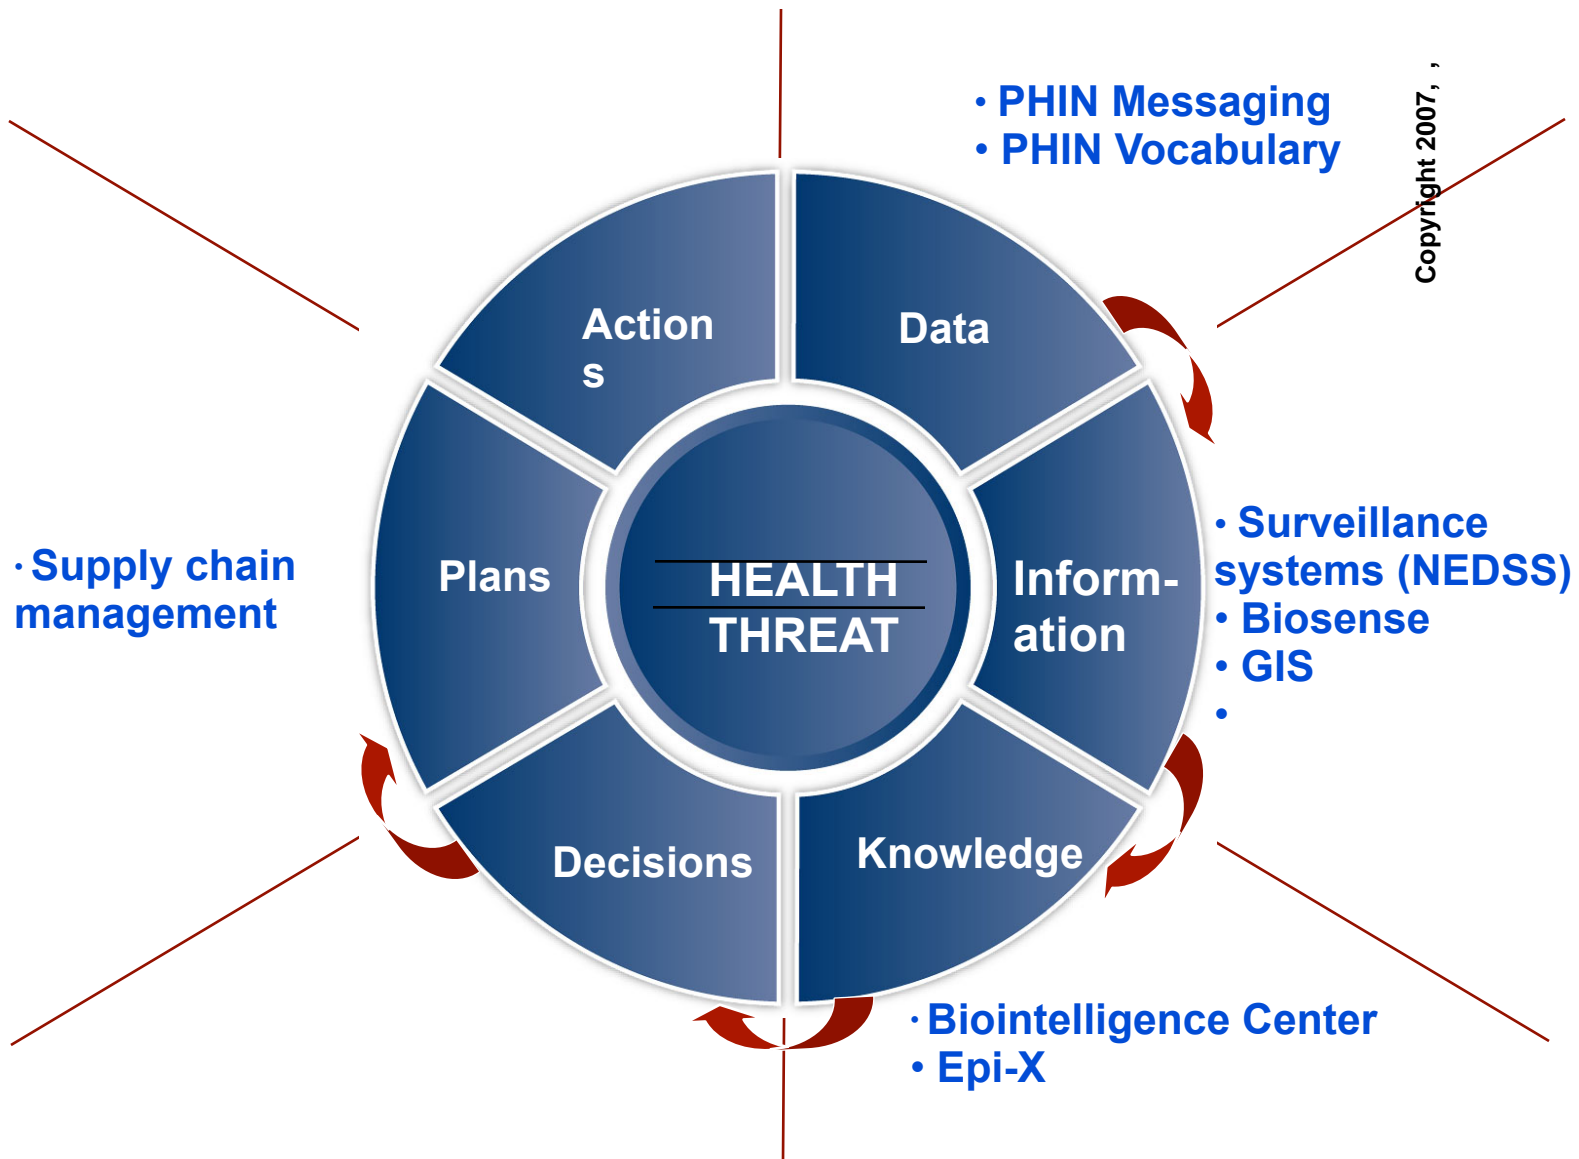 • PHIN Messaging
• PHIN Vocabulary
Copyright 2007, , ,
Action
s
Data
• Surveillance
systems (NEDSS)
• Biosense
• GIS
•
Inform-
ation
HEALTH
THREAT
Plans
• Supply chain
management
Decisions
Knowledge
• Biointelligence Center
• Epi-X